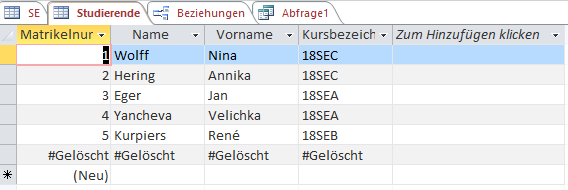 SE Studierende Beziehungen Abfrage1
Matrikelnur Name Vorname Kursbezeich Zum Hinzufügen klicken
1 Wolff Nina 18SEC
2 Hering Annika 18SEC
3 Eger Jan 18SEA
4 Yancheva Velichka 18SEA
5 Kurpiers René 18SEB
#Gelöscht #Gelöscht #Gelöscht #Gelöscht
(Neu)